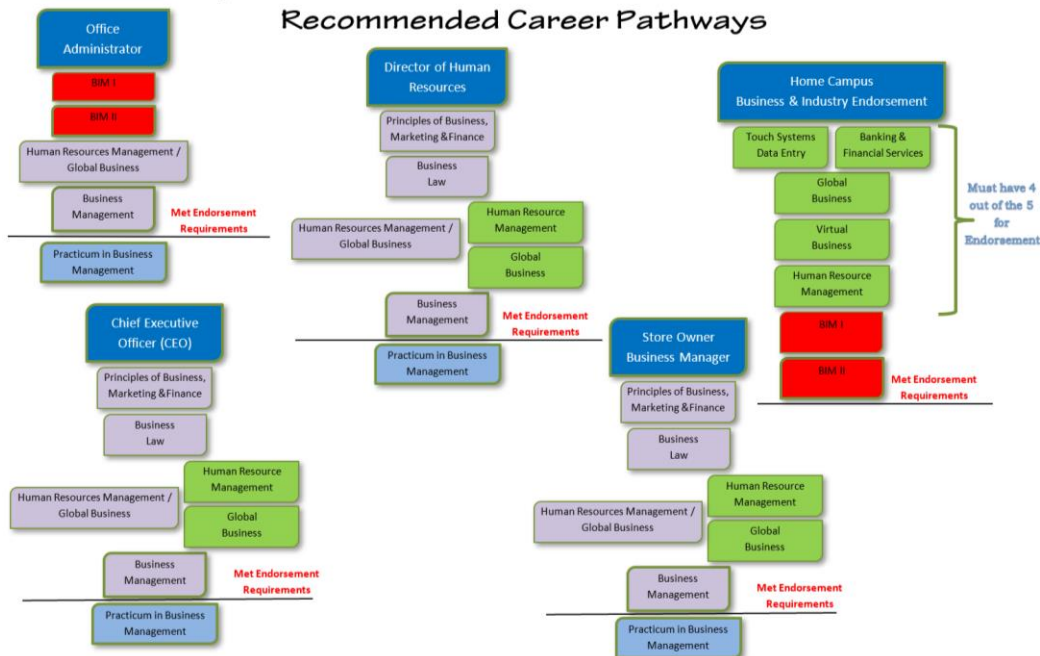 Recommended Career Pathways
Office
Administrator
BIM I
BIM II
Human Resources Management /
Global Business
Business
Management
Met Endorsement
Requirements
Practicum in Business
Management
Director of Human
Resources
Principles of Business,
Marketing &Finance
Business
Law
Human Resources Management /
Global Business
Human Resource
Management
Global
Business
Business
Management
Met Endorsement
Requirements
Practicum in Business
Management
Home Campus
Business & Industry Endorsement
Touch Systems
Data Entry
Banking &
Financial Services
Global
Business
Virtual
Business
Human Resource
Management
Must have 4
out of the 5
for
Endorsement
BIM I
BIM II
Met Endorsement
Requirements
Chief Executive
Officer (CEO)
Principles of Business,
Marketing &Finance
Business
Law
Human Resources Management /
Global Business
Human Resource
Management
Global
Business
Business
Management
Met Endorsement
Requirements
Practicum in Business
Management
Store Owner
Business Manager
Principles of Business,
Marketing &Finance
Business
Law
Human Resources Management /
Global Business
Human Resource
Management
Global
Business
Business
Management
Met Endorsement
Requirements
Practicum in Business
Management